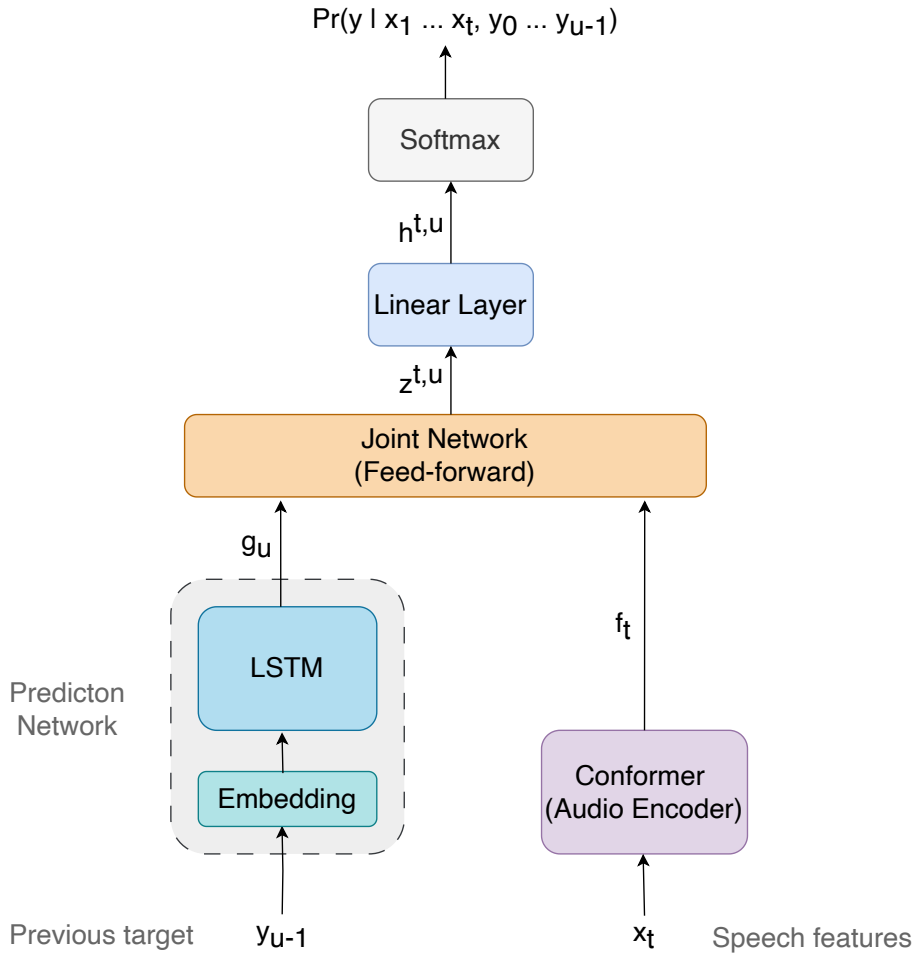 Pr(y | x₁ ... xₜ, y₀ ... yᵤ₋₁)
Softmax
hᵗ,ᵘ
Linear Layer
zᵗ,ᵘ
Joint Network
(Feed-forward)
gᵤ
fₜ
LSTM
Predicton
Network
Embedding
Conformer
(Audio Encoder)
Previous target
yᵤ₋₁
xₜ
Speech features